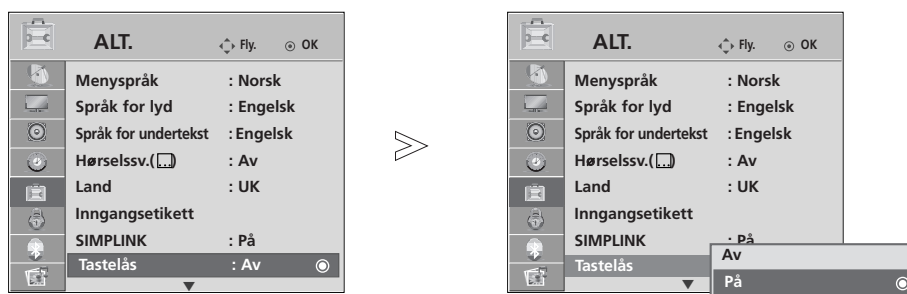 ALT. Fly. OK
Menyspråk : Norsk
Språk for lyd : Engelsk
Språk for undertekst : Engelsk
Hørselssv.(...) : Av
Land : UK
Inngangsetikett
SIMPLINK : På
Tastelås : Av
ALT. Fly. OK
Menyspråk : Norsk
Språk for lyd : Engelsk
Språk for undertekst : Engelsk
Hørselssv.(...) : Av
Land : UK
Inngangsetikett
SIMPLINK : På
Tastelås
Av
På